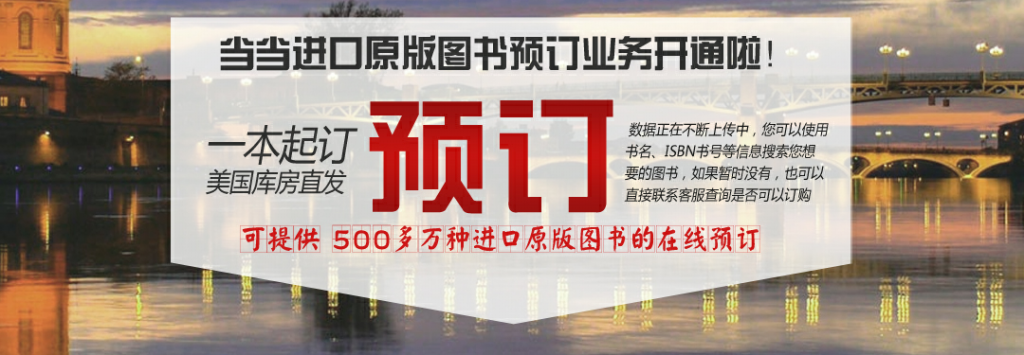 当当进口原版图书预订业务开通啦！
一本起订
美国库房直发
预订
数据正在不断上传中，您可以使用
书名、ISBN书号等信息搜索您想
要的图书，如果暂时没有，也可以
直接联系客服查询是否可以订购
可提供 500多万种进口原版图书的在线预订